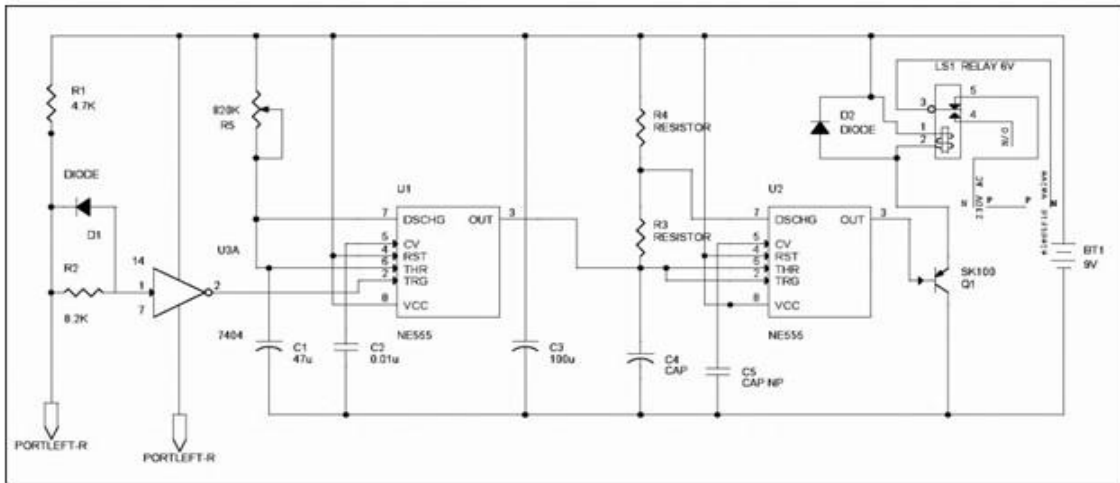 R1
4.7K
DIODE
D1
R2
8.2K
U3A
14
1
2
7
7404
820K
R5
U1
7
DSCHG
OUT
3
5
CV
4
RST
6
THR
2
TRG
8
VCC
NE555
C1
47u
C2
0.01u
C3
100u
R4
RESISTOR
R3
RESISTOR
C4
CAP
C5
CAP NP
U2
7
DSCHG
OUT
3
5
CV
4
RST
6
THR
2
TRG
8
VCC
NE555
D2
DIODE
LS1 RELAY 6V
3
5
4
1
2
N/O
N
230V AC
P
P
N
SK100
Q1
BT1
9V
PORTLEFT-R
PORTLEFT-R